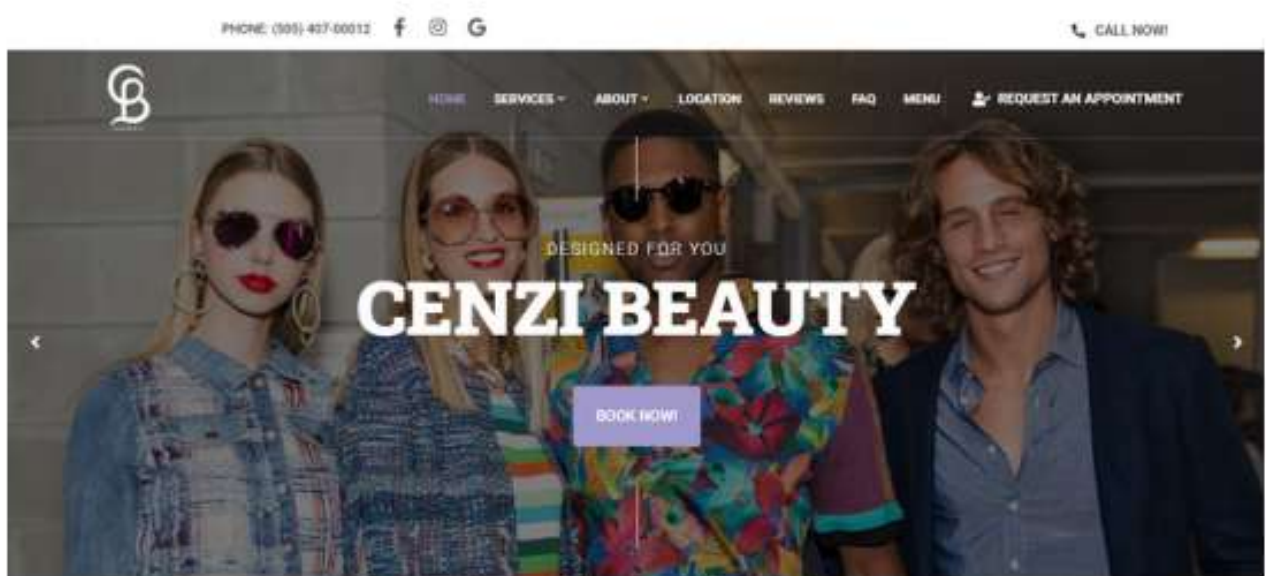 PHONE: (505) 407-00012
CALL NOW!
CB
HOME SERVICES ABOUT LOCATION REVIEWS FAQ MENU REQUEST AN APPOINTMENT
DESIGNED FOR YOU
CENZI BEAUTY
BOOK NOW!